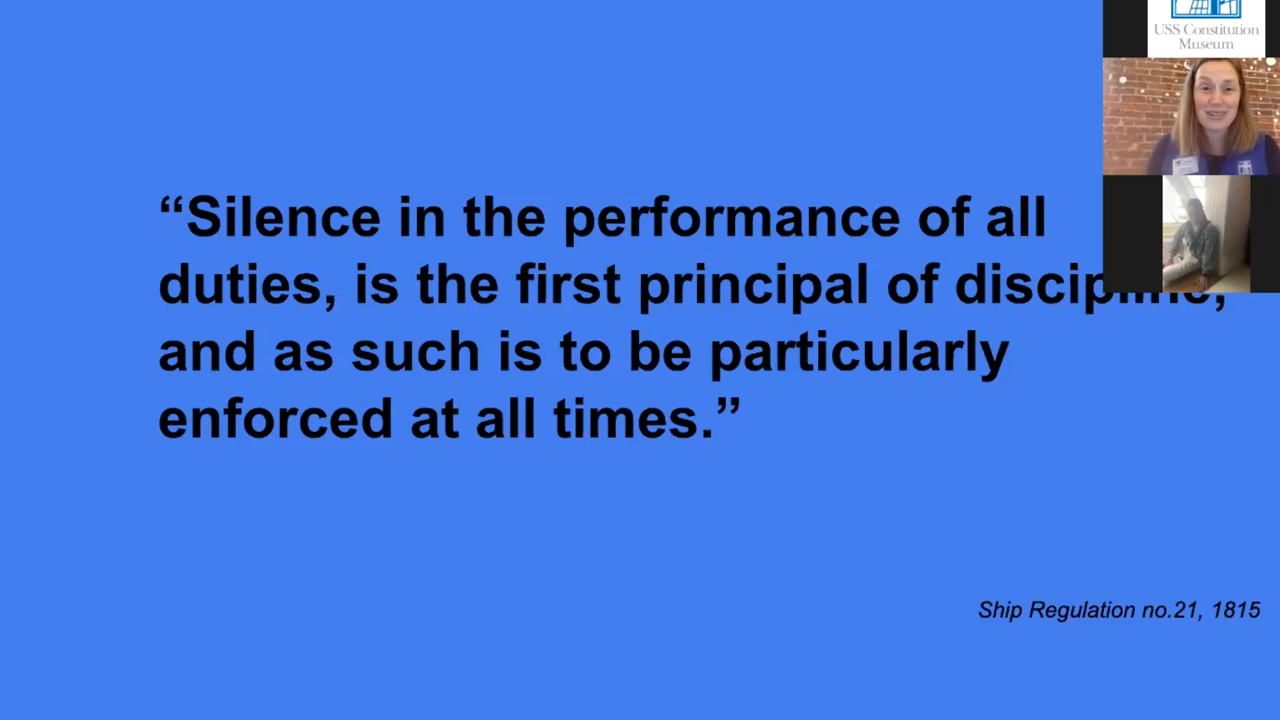 USS Constitution
Museum
“Silence in the performance of all
duties, is the first principal of discipline,
and as such is to be particularly
enforced at all times.”
Ship Regulation no.21, 1815